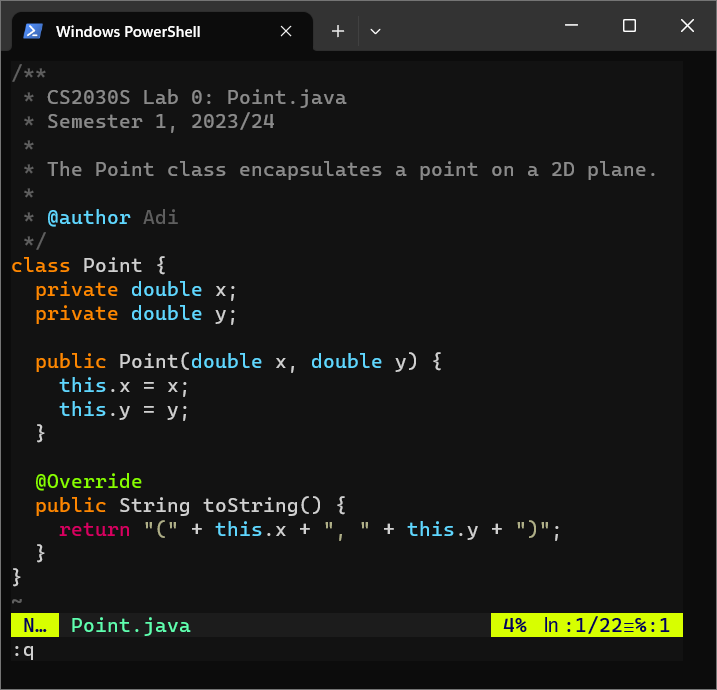 Windows PowerShell
/**
 * CS2030S Lab 0: Point.java
 * Semester 1, 2023/24
 *
 * The Point class encapsulates a point on a 2D plane.
 *
 * @author Adi
 */
class Point {
  private double x;
  private double y;

  public Point(double x, double y) {
    this.x = x;
    this.y = y;
  }

  @Override
  public String toString() {
    return "(" + this.x + ", " + this.y + ")";
  }
}
~
N… Point.java 4% ln :1/22≡℅:1
:q